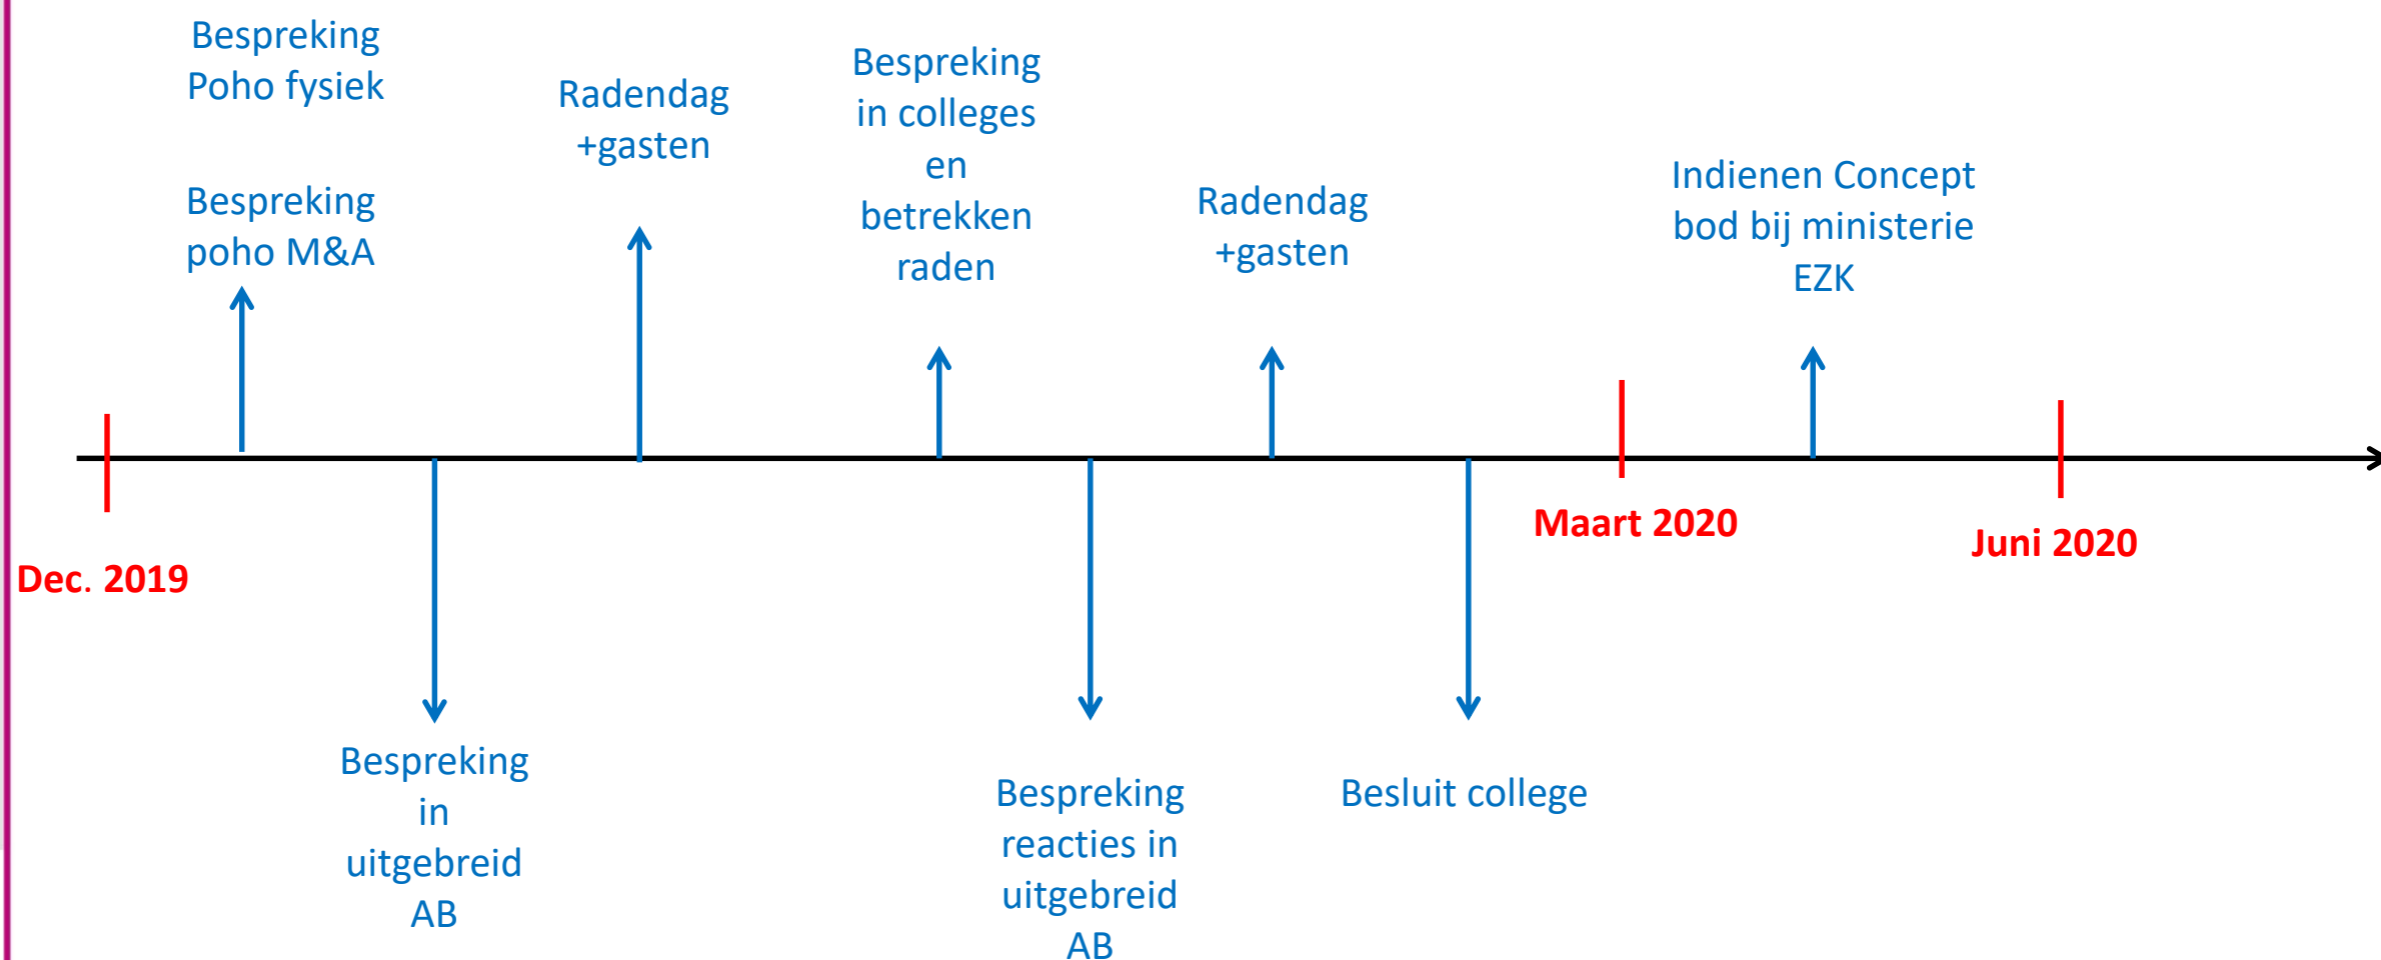 Bespreking
Poho fysiek
Bespreking
poho M&A
Radendag
+gasten
Bespreking
in colleges
en
betrekken
raden
Radendag
+gasten
Indienen Concept
bod bij ministerie
EZK
Dec. 2019
Maart 2020
Juni 2020
Bespreking
in
uitgebreid
AB
Bespreking
reacties in
uitgebreid
AB
Besluit college